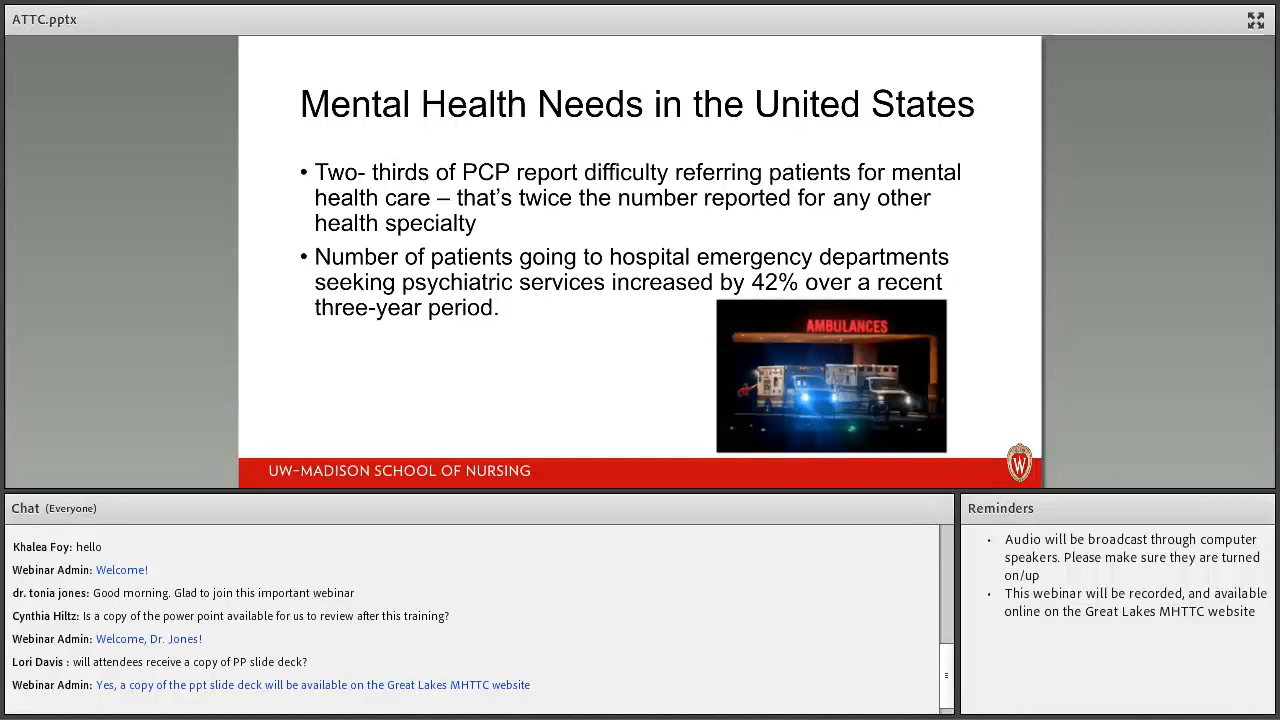 ATTC.pptx
Mental Health Needs in the United States
• Two- thirds of PCP report difficulty referring patients for mental
health care – that’s twice the number reported for any other
health specialty
• Number of patients going to hospital emergency departments
seeking psychiatric services increased by 42% over a recent
three-year period.
AMBULANCES
UW-MADISON SCHOOL OF NURSING
W
Chat (Everyone)
Khalea Foy: hello
Webinar Admin: Welcome!
dr. tonia jones: Good morning. Glad to join this important webinar
Cynthia Hiltz: Is a copy of the power point available for us to review after this training?
Webinar Admin: Welcome, Dr. Jones!
Lori Davis : will attendees receive a copy of PP slide deck?
Webinar Admin: Yes, a copy of the ppt slide deck will be available on the Great Lakes MHTTC website
Reminders
• Audio will be broadcast through computer
speakers. Please make sure they are turned
on/up
• This webinar will be recorded, and available
online on the Great Lakes MHTTC website